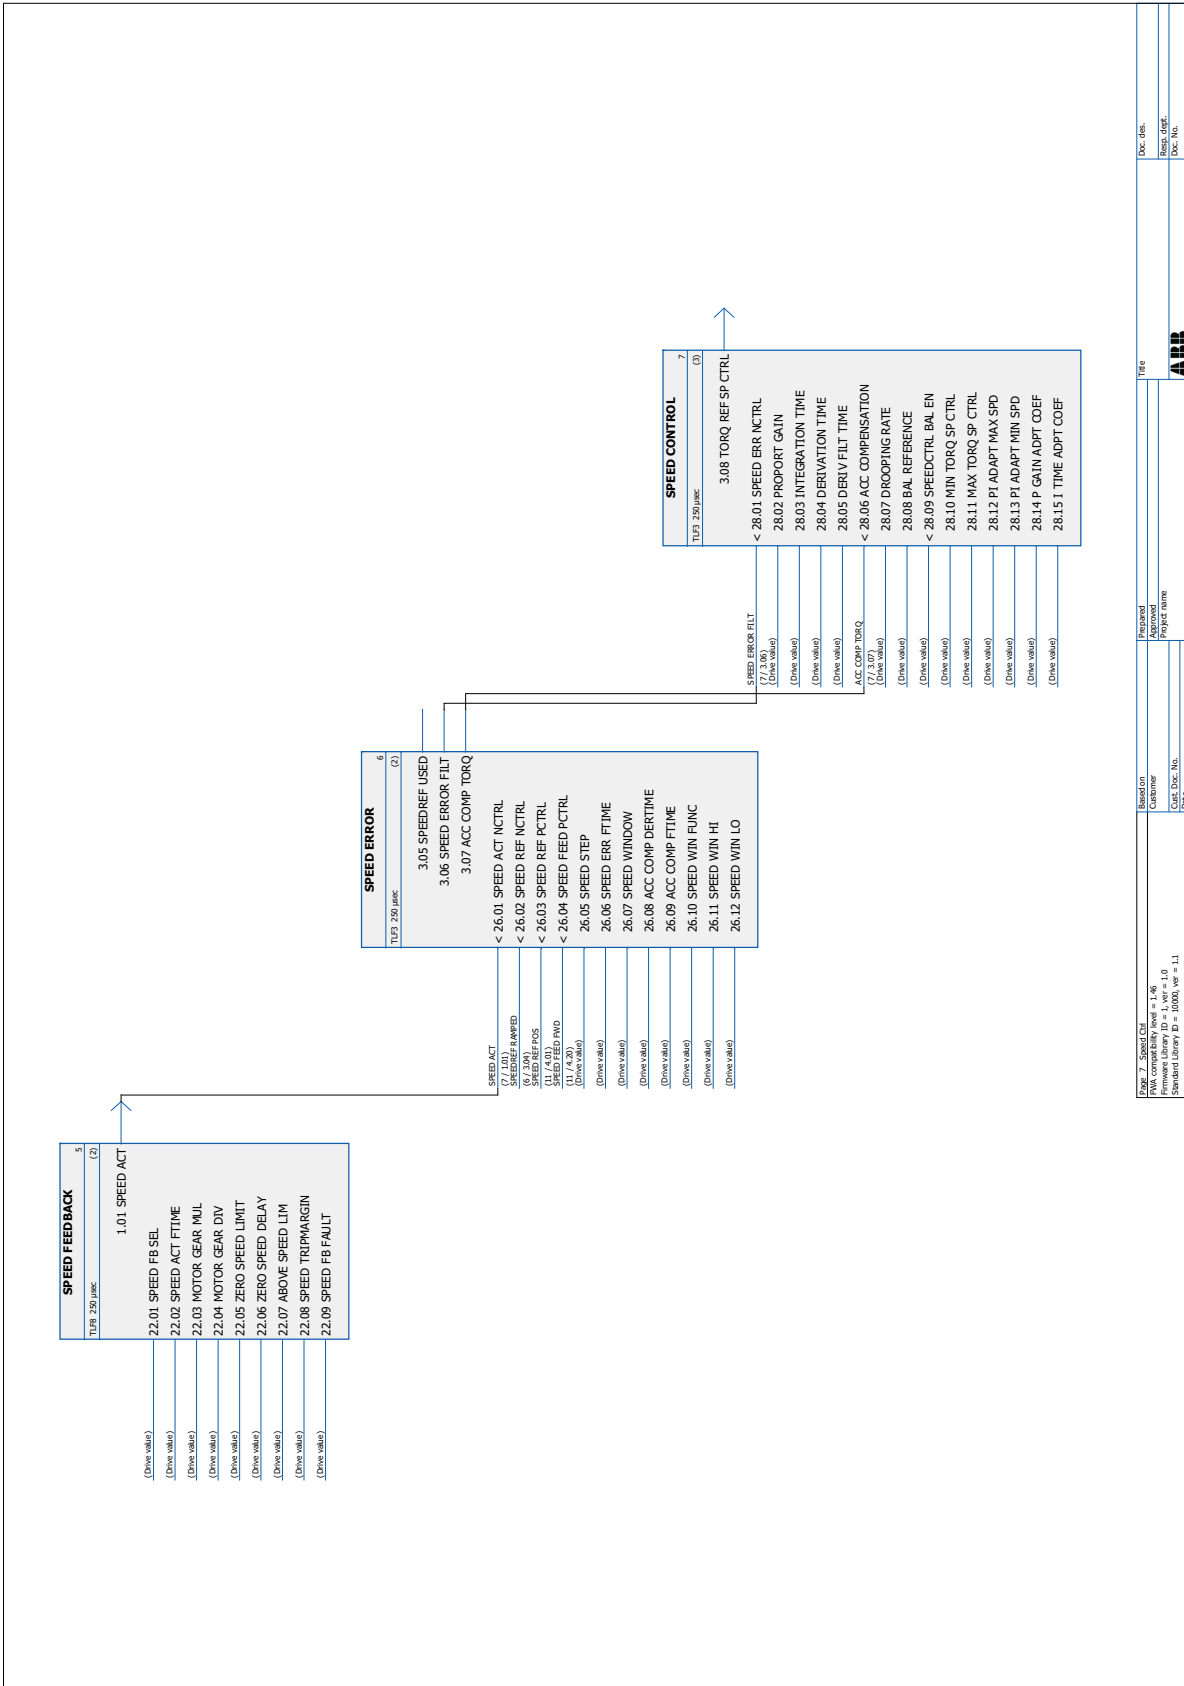 SPEED FEEDBACK
5
TLF8 250 µsec
(2)
1.01 SPEED ACT
22.01 SPEED FB SEL
22.02 SPEED ACT FTIME
22.03 MOTOR GEAR MUL
22.04 MOTOR GEAR DIV
22.05 ZERO SPEED LIMIT
22.06 ZERO SPEED DELAY
22.07 ABOVE SPEED LIM
22.08 SPEED TRIPMARGIN
22.09 SPEED FB FAULT
(Drive value)
(Drive value)
(Drive value)
(Drive value)
(Drive value)
(Drive value)
(Drive value)
(Drive value)
(Drive value)
SPEED ERROR
6
TLF3 250 µsec
(2)
3.05 SPEEDREF USED
3.06 SPEED ERROR FILT
3.07 ACC COMP TORQ
< 26.01 SPEED ACT NCTRL
< 26.02 SPEED REF NCTRL
< 26.03 SPEED REF PCTRL
< 26.04 SPEED FEED PCTRL
26.05 SPEED STEP
26.06 SPEED ERR FTIME
26.07 SPEED WINDOW
26.08 ACC COMP DERTIME
26.09 ACC COMP FTIME
26.10 SPEED WIN FUNC
26.11 SPEED WIN HI
26.12 SPEED WIN LO
SPEED ACT
(7 / 1.01)
SPEEDREF RAMPED
(6 / 3.04)
SPEED REF POS
(11 / 4.01)
SPEED FEED FWD
(11 / 4.20)
(Drive value)
(Drive value)
(Drive value)
(Drive value)
(Drive value)
(Drive value)
(Drive value)
(Drive value)
SPEED CONTROL
7
TLF3 250 µsec
(3)
3.08 TORQ REF SP CTRL
< 28.01 SPEED ERR NCTRL
28.02 PROPORT GAIN
28.03 INTEGRATION TIME
28.04 DERIVATION TIME
28.05 DERIV FILT TIME
< 28.06 ACC COMPENSATION
28.07 DROOPING RATE
28.08 BAL REFERENCE
< 28.09 SPEEDCTRL BAL EN
28.10 MIN TORQ SP CTRL
28.11 MAX TORQ SP CTRL
28.12 PI ADAPT MAX SPD
28.13 PI ADAPT MIN SPD
28.14 P GAIN ADPT COEF
28.15 I TIME ADPT COEF
SPEED ERROR FILT
(7 / 3.06)
(Drive value)
(Drive value)
(Drive value)
(Drive value)
ACC COMP TORQ
(7 / 3.07)
(Drive value)
(Drive value)
(Drive value)
(Drive value)
(Drive value)
(Drive value)
(Drive value)
(Drive value)
(Drive value)
Page 7 Speed Ctrl
FWA compatibility level = 1.46
Firmware Library ID = 1, ver = 1.0
Standard Library ID = 10000, ver = 1.1
Based on
Customer
Cust. Doc. No.
Prepared
Approved
Project name
Title
ABB
Doc. des.
Resp. dept.
Doc. No.